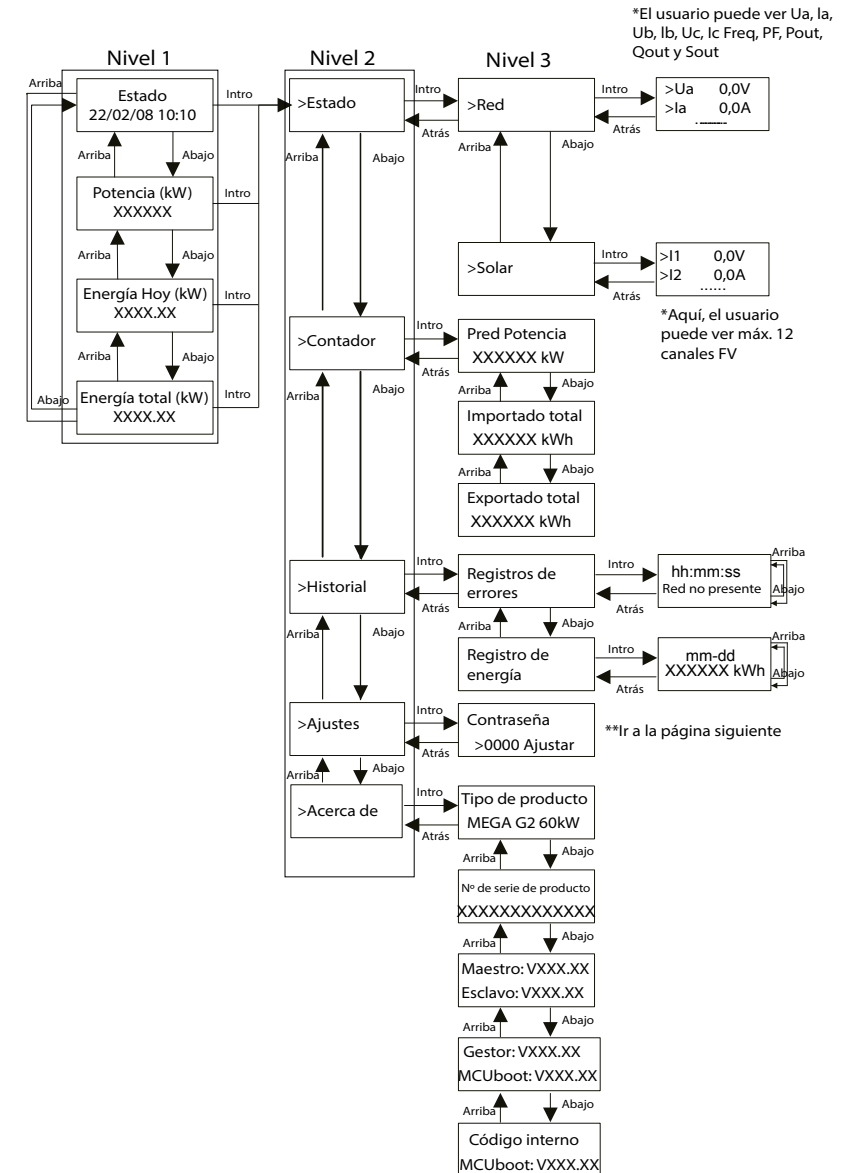 *El usuario puede ver Ua, Ia,
Ub, Ib, Uc, Ic Freq, PF, Pout,
Qout y Sout
Nivel 1
Nivel 2
Nivel 3
Arriba
Estado
22/02/08 10:10
Intro
>Estado
Intro
Atrás
>Red
Intro
Atrás
>Ua 0,0V
>Ia 0,0A
Arriba
Abajo
Arriba
Abajo
Arriba
Abajo
Potencia (kW)
XXXXXX
Intro
Arriba
Abajo
>Solar
Intro
Atrás
>I1 0,0V
>I2 0,0A
......
Energía Hoy (kW)
XXXX.XX
Intro
*Aquí, el usuario
puede ver máx. 12
canales FV
>Contador
Intro
Atrás
Pred Potencia
XXXXXX kW
Arriba
Abajo
Abajo
Energía total (kW)
XXXX.XX
Intro
Arriba
Abajo
Arriba
Abajo
Importado total
XXXXXX kWh
Arriba
Abajo
Exportado total
XXXXXX kWh
>Historial
Intro
Atrás
Registros de
errores
Intro
Atrás
hh:mm:ss
Red no presente
Arriba
Abajo
Arriba
Abajo
Arriba
Abajo
Registro de
energía
Intro
Atrás
mm-dd
XXXXXX kWh
Arriba
Abajo
>Ajustes
Intro
Atrás
Contraseña
>0000 Ajustar
**Ir a la página siguiente
Arriba
Abajo
>Acerca de
Intro
Atrás
Tipo de producto
MEGA G2 60kW
Arriba
Abajo
Nº de serie de producto
XXXXXXXXXXXXX
Arriba
Abajo
Maestro: VXXX.XX
Esclavo: VXXX.XX
Arriba
Abajo
Gestor: VXXX.XX
MCUboot: VXXX.XX
Arriba
Abajo
Código interno
MCUboot: VXXX.XX